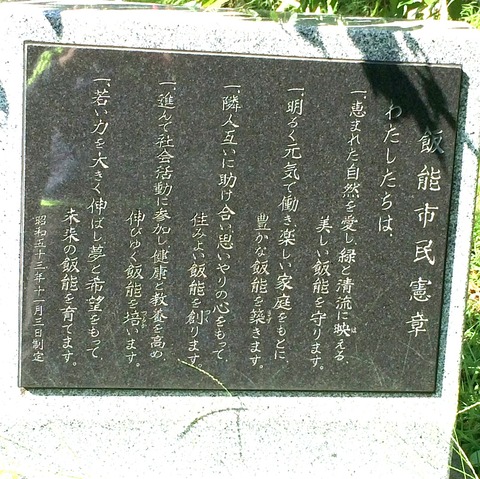 飯能市民憲章
わたしたちは、
一、恵まれた自然を愛し、緑と清流に映える、
美しい飯能を守ります。
一、明るく元気で働き、楽しい家庭をもとに、
豊かな飯能を築きます。
一、隣人互いに助け合い、思いやりの心をもって、
住みよい飯能を創ります。
一、進んで社会活動に参加し、健康と教養を高め、
伸びゆく飯能を培います。
一、若い力を大きく伸ばし、夢と希望をもって、
未来の飯能を育てます。
昭和五十三年十一月三日制定